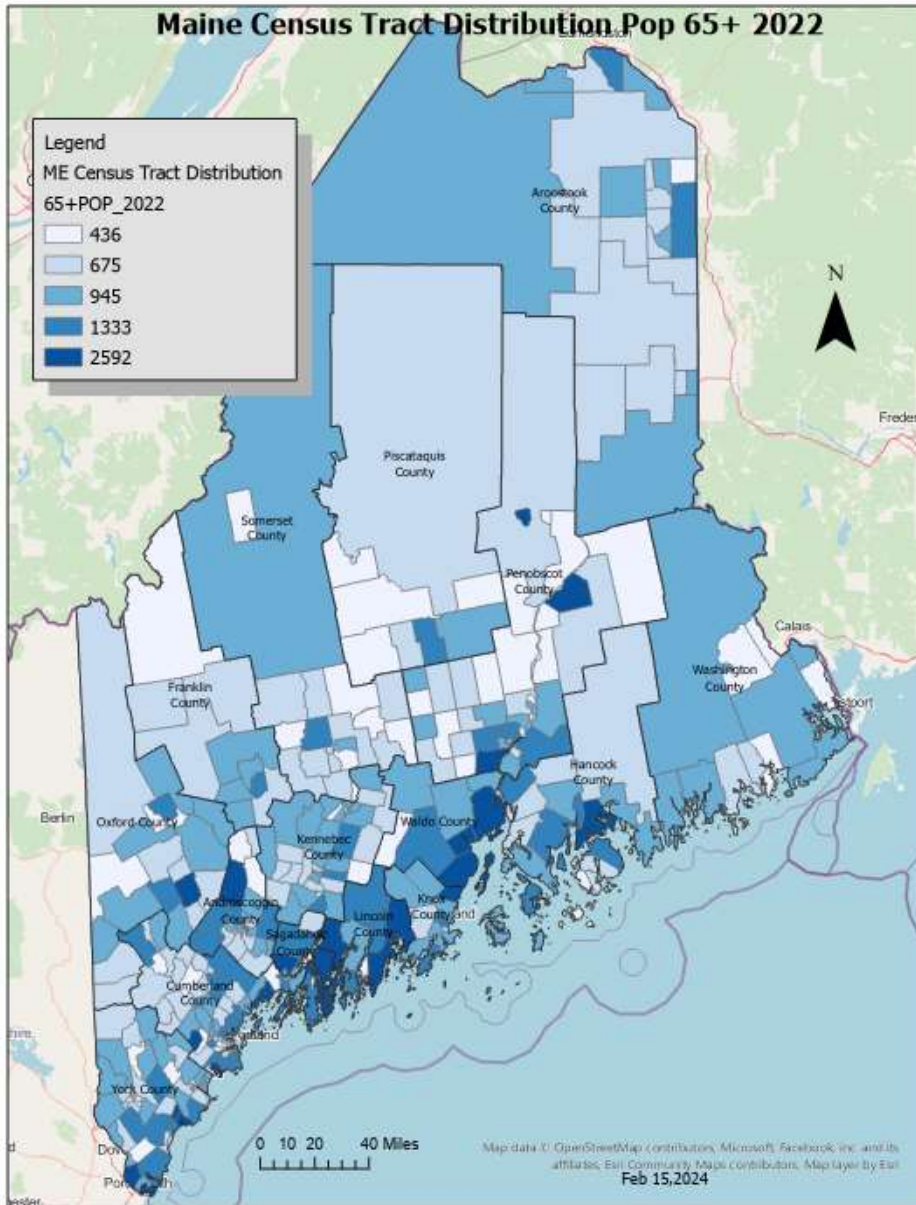 Maine Census Tract Distribution Pop 65+ 2022
Legend
ME Census Tract Distribution
65+POP_2022
436
675
945
1333
2592
Aroostook
County
N
Piscataquis
County
Somerset
County
Penobscot
County
Calais
Washington
County
Franklin
County
Hancock
County
Berlin
Oxford County
Waldo County
Kennebec
County
Knox
County
land
Androscoggin
County
Lincoln
County
Sagadahoc
County
Cumberland
County
York County
0 10 20 40 Miles
Map data © OpenStreetMap contributors, Microsoft, Facebook, Inc. and its
affiliates, Esri Community Maps contributors, Map layer by Esri
Feb 15,2024